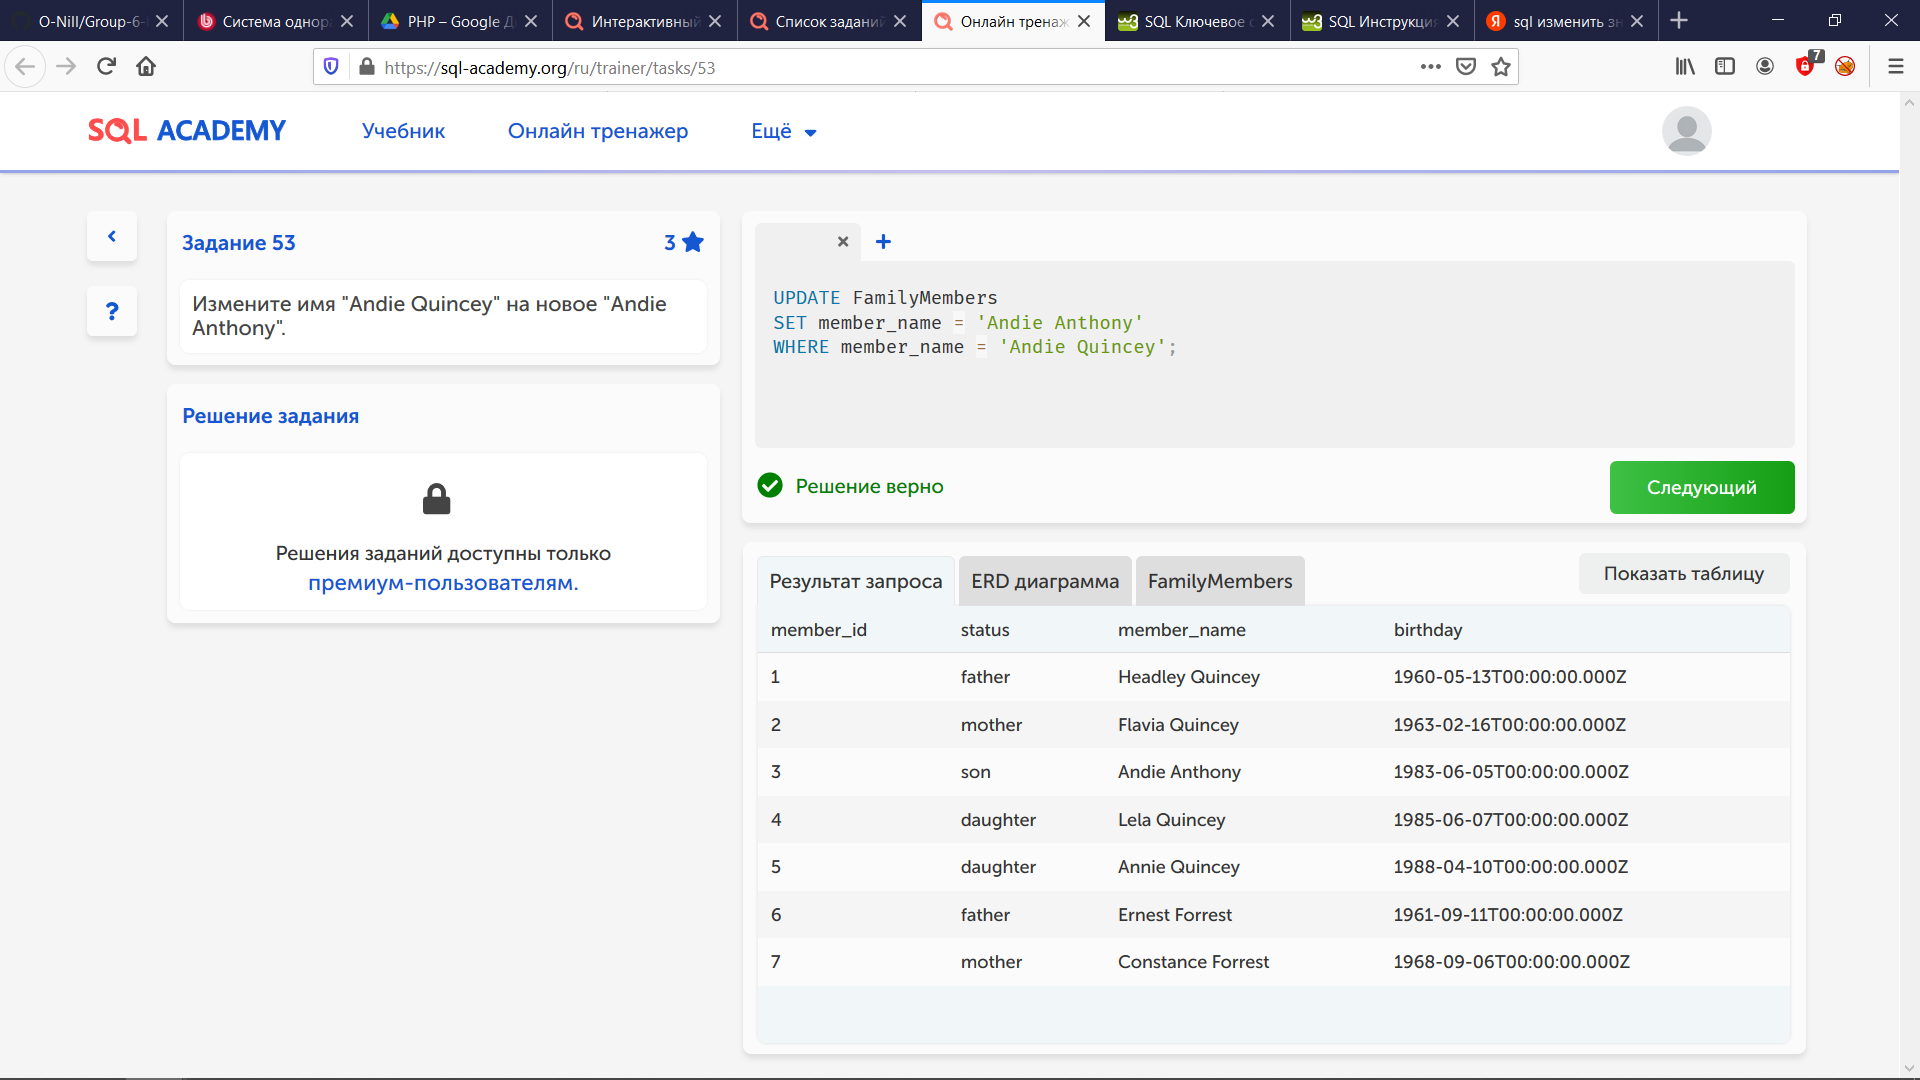 O-Nill/Group-6-
Система однора
PHP – Google Д
Интерактивный
Список заданий
Онлайн тренаж
SQL Ключевое с
SQL Инструкция
sql изменить зн
https://sql-academy.org/ru/trainer/tasks/53
7
SQL ACADEMY
Учебник
Онлайн тренажер
Ещё
Задание 53
3
Измените имя "Andie Quincey" на новое "Andie
Anthony".
Решение задания
Решения заданий доступны только
премиум-пользователям.
UPDATE FamilyMembers
SET member_name = 'Andie Anthony'
WHERE member_name = 'Andie Quincey';
Решение верно
Следующий
Результат запроса
ERD диаграмма
FamilyMembers
Показать таблицу
member_id status member_name birthday
1 father Headley Quincey 1960-05-13T00:00:00.000Z
2 mother Flavia Quincey 1963-02-16T00:00:00.000Z
3 son Andie Anthony 1983-06-05T00:00:00.000Z
4 daughter Lela Quincey 1985-06-07T00:00:00.000Z
5 daughter Annie Quincey 1988-04-10T00:00:00.000Z
6 father Ernest Forrest 1961-09-11T00:00:00.000Z
7 mother Constance Forrest 1968-09-06T00:00:00.000Z